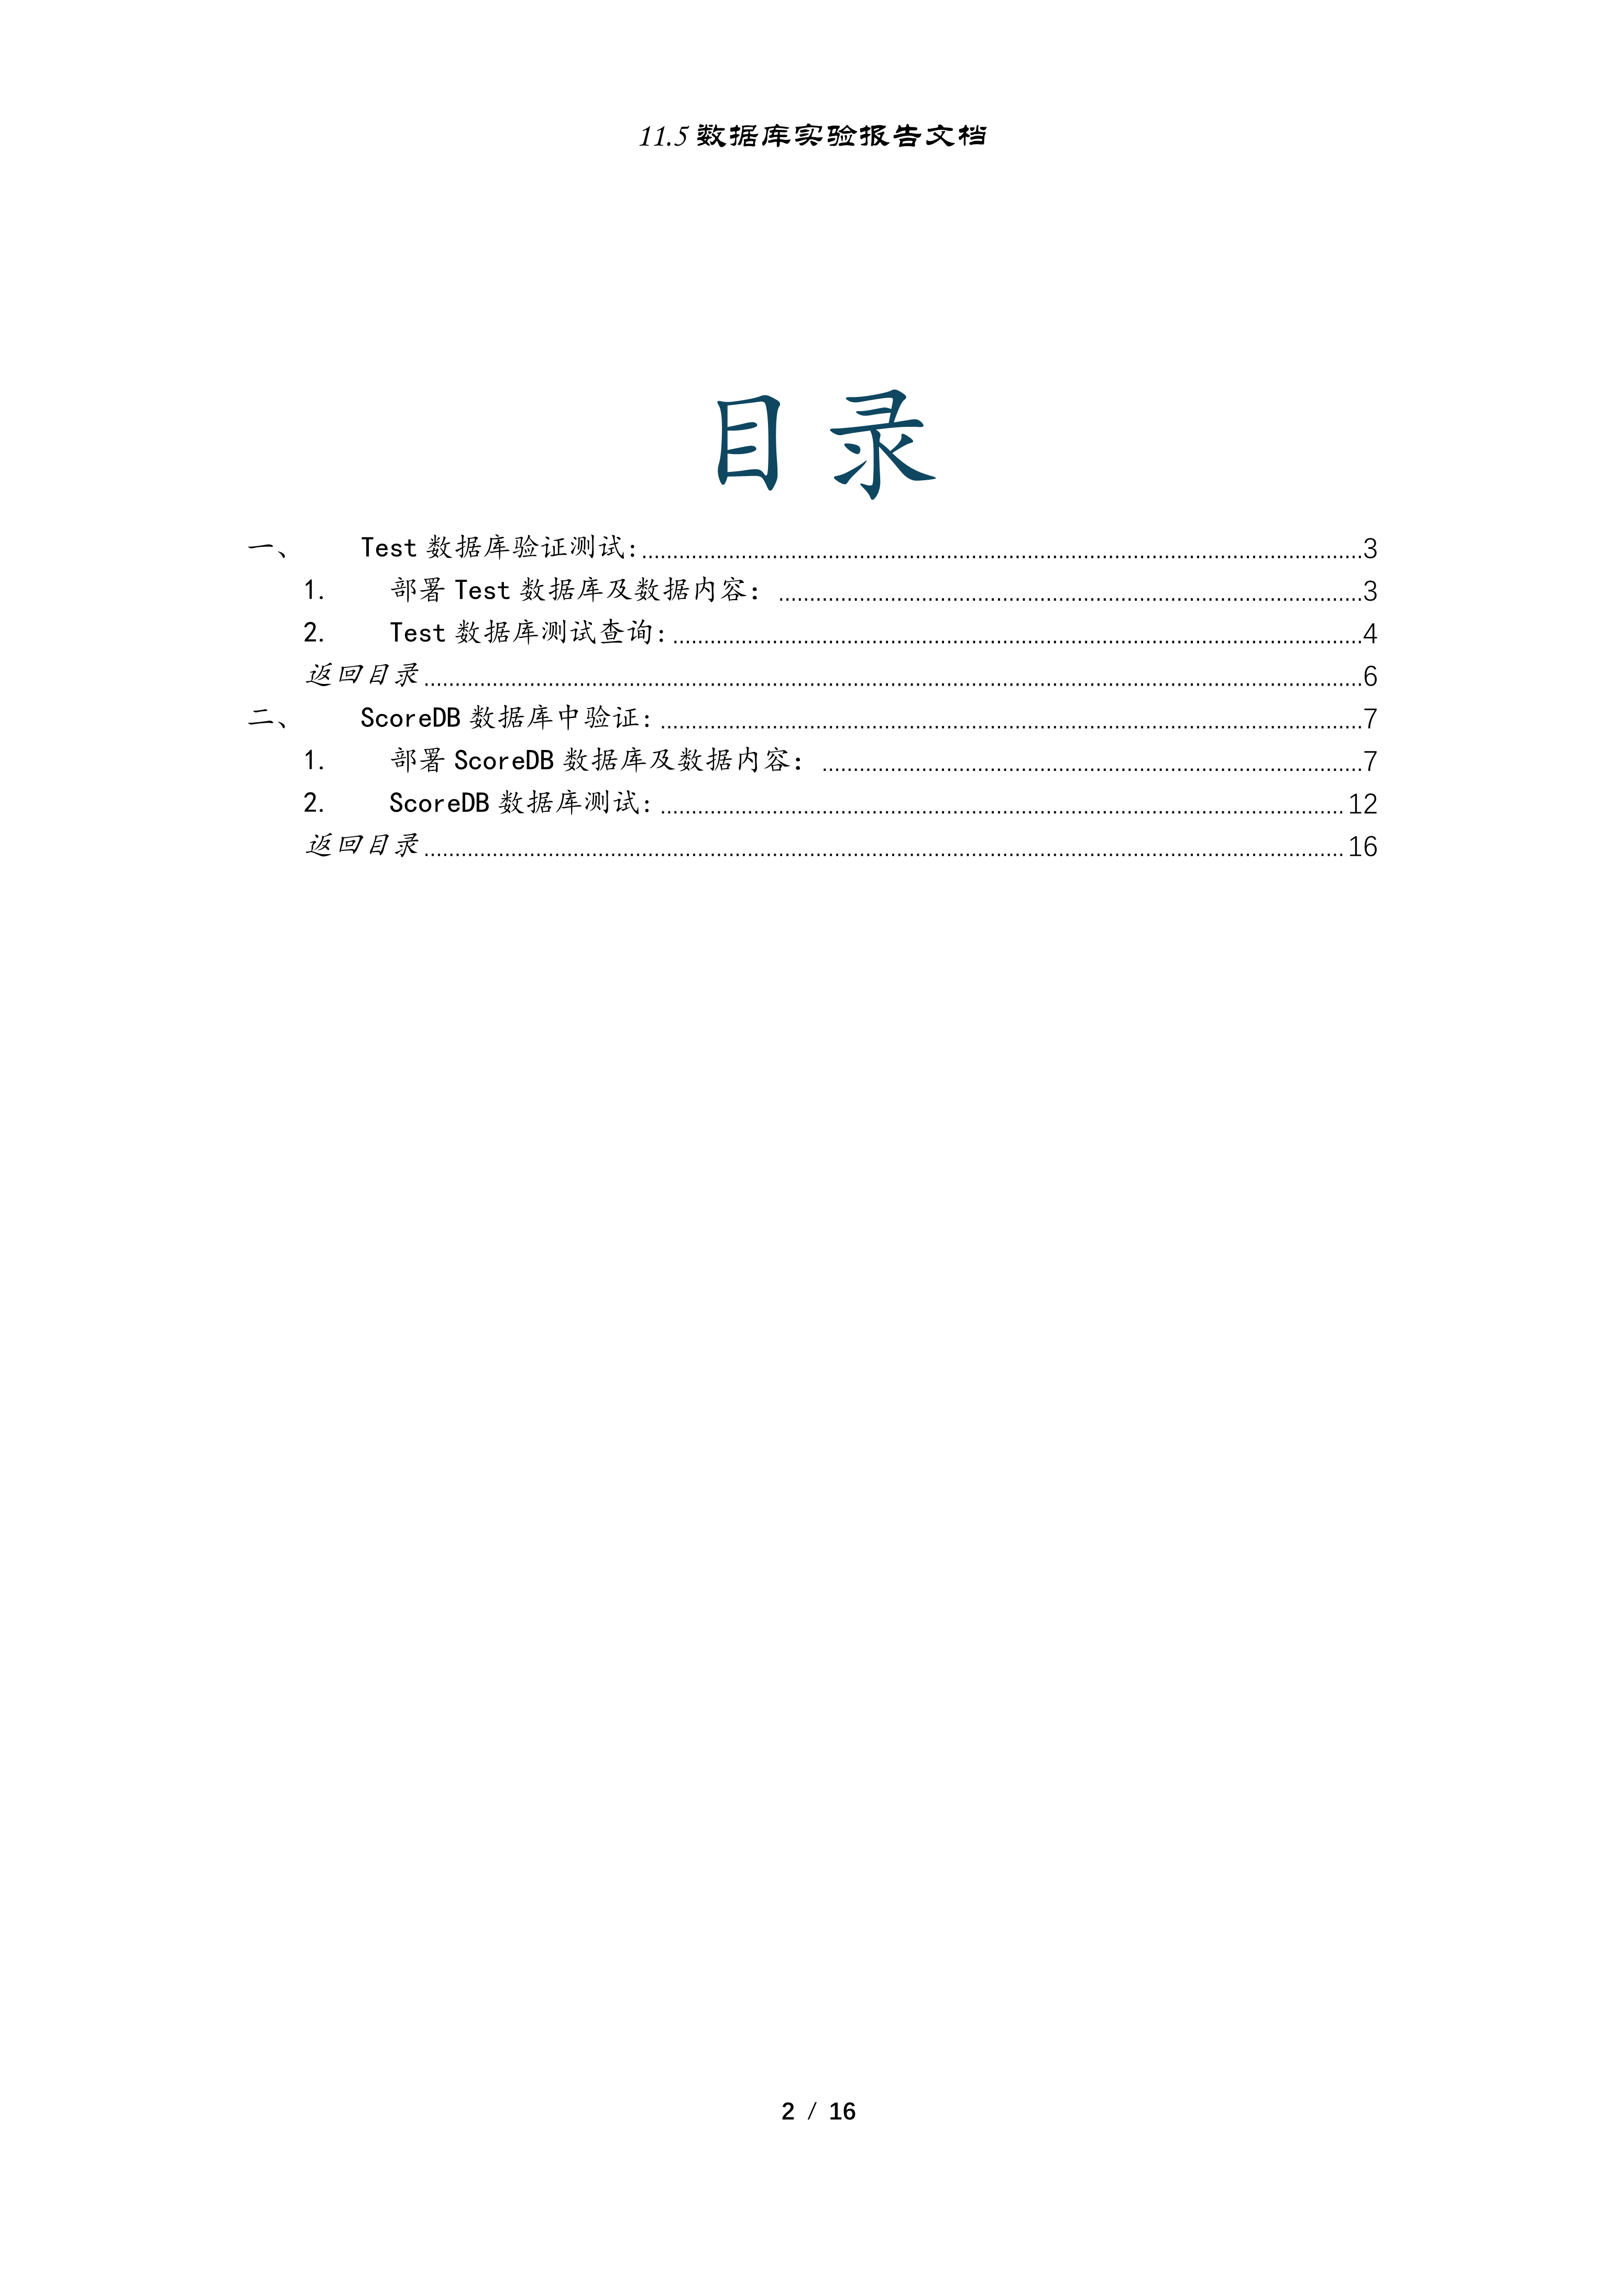 11.5 数据库实验报告文档
目录
一、 Test 数据库验证测试：3
1. 部署 Test 数据库及数据内容：3
2. Test 数据库测试查询：4
返回目录6
二、 ScoreDB 数据库中验证：7
1. 部署 ScoreDB 数据库及数据内容：7
2. ScoreDB 数据库测试：12
返回目录16
2 / 16